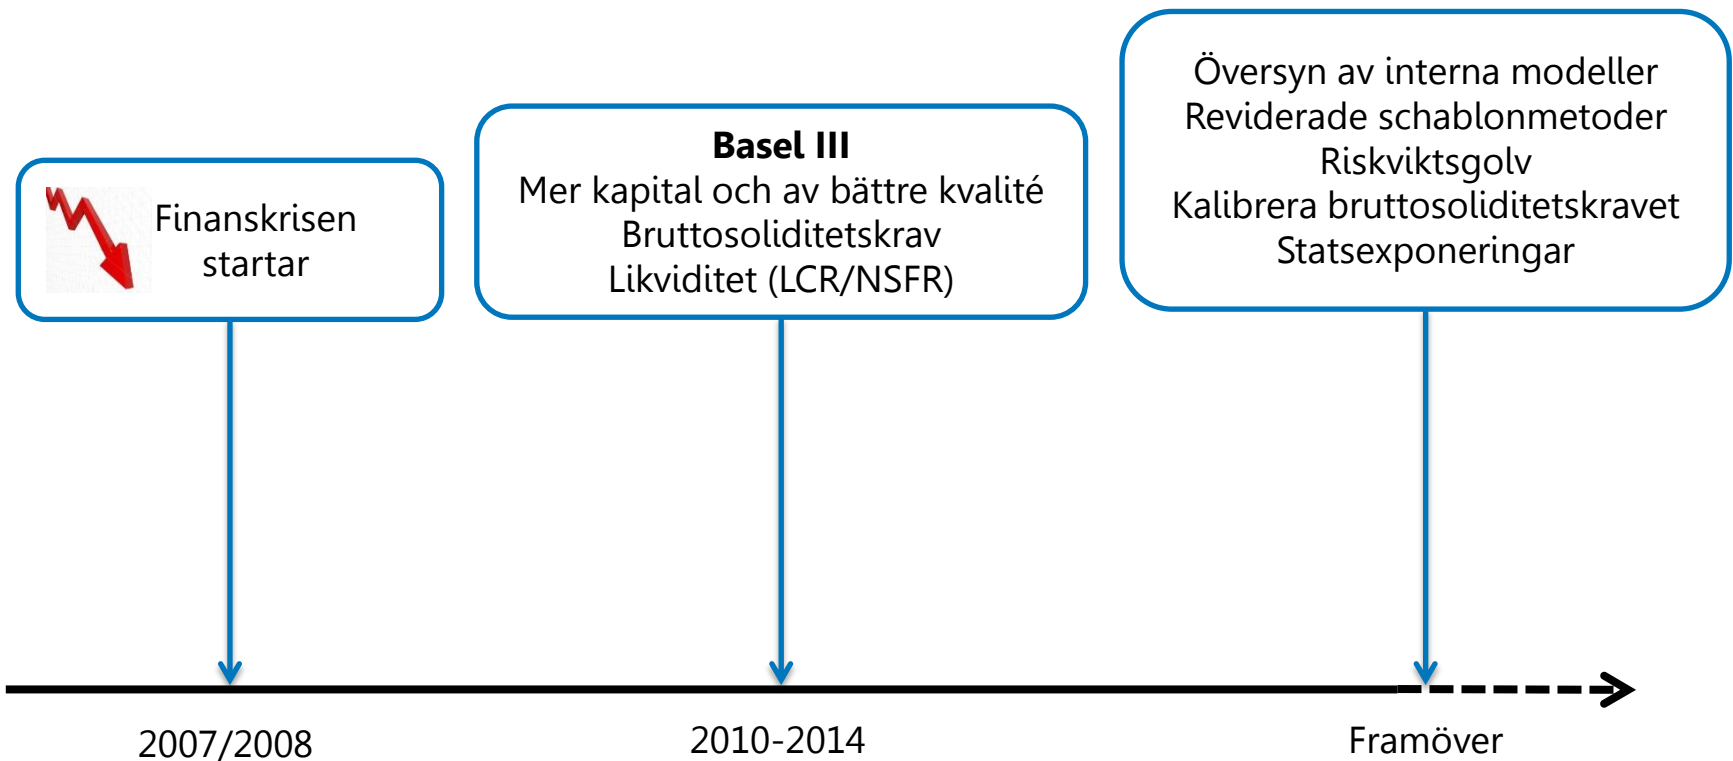 Finanskrisen
startar
Basel III
Mer kapital och av bättre kvalité
Bruttosoliditetskrav
Likviditet (LCR/NSFR)
Översyn av interna modeller
Reviderade schablonmetoder
Riskviktsgolv
Kalibrera bruttosoliditetskravet
Statsexponeringar
2007/2008
2010-2014
Framöver